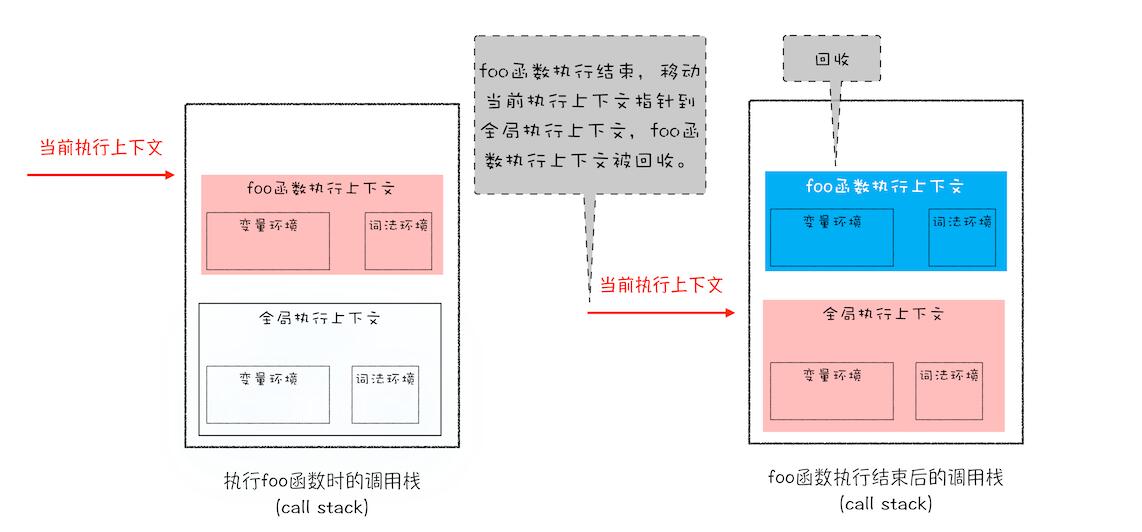 当前执行上下文
foo函数执行上下文
变量环境
词法环境
全局执行上下文
变量环境
词法环境
执行foo函数时的调用栈
(call stack)
foo函数执行结束，移动
当前执行上下文指针到
全局执行上下文，foo函
数执行上下文被回收。
当前执行上下文
回收
foo函数执行上下文
变量环境
词法环境
全局执行上下文
变量环境
词法环境
foo函数执行结束后的调用栈
(call stack)